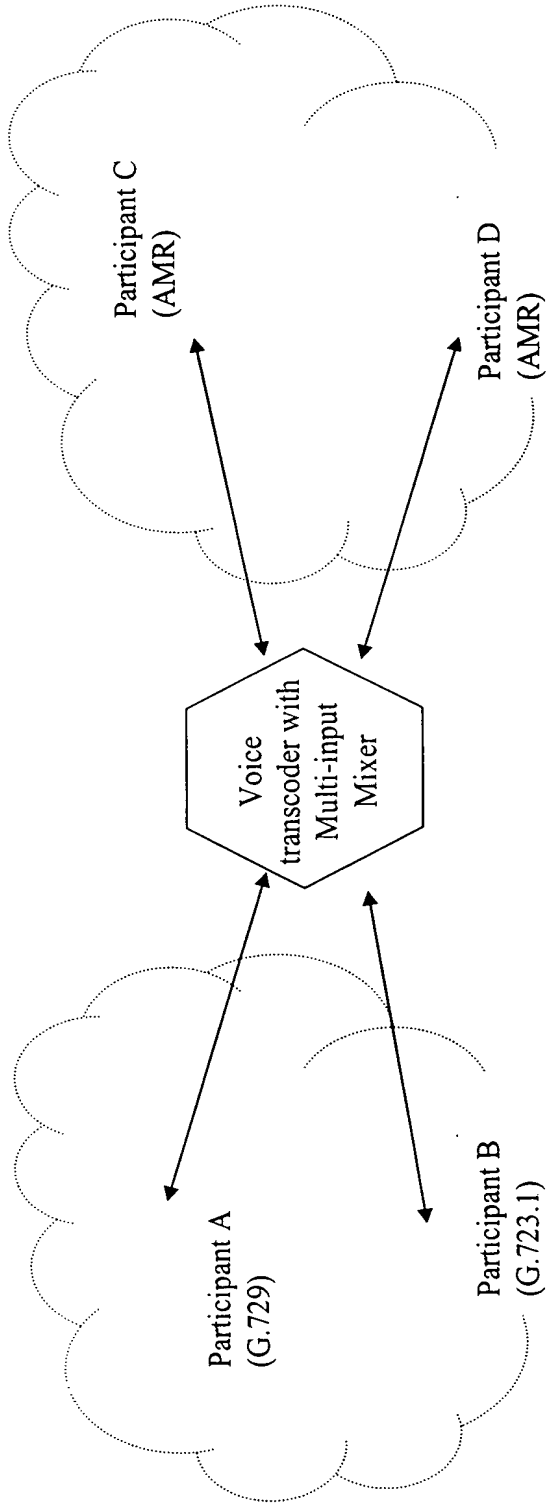 Participant A
(G.729)
Participant B
(G.723.1)
Voice
transcoder with
Multi-input
Mixer
Participant C
(AMR)
Participant D
(AMR)